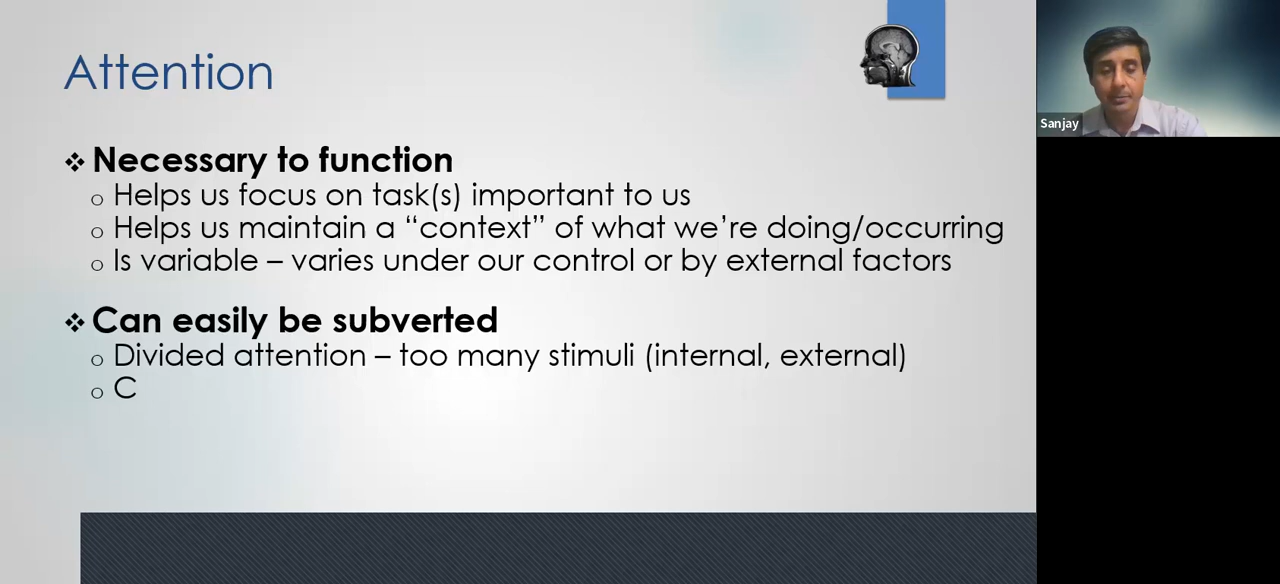 Attention
❖ Necessary to function
o Helps us focus on task(s) important to us
o Helps us maintain a “context” of what we’re doing/occurring
o Is variable – varies under our control or by external factors
❖ Can easily be subverted
o Divided attention – too many stimuli (internal, external)
o C
Sanjay